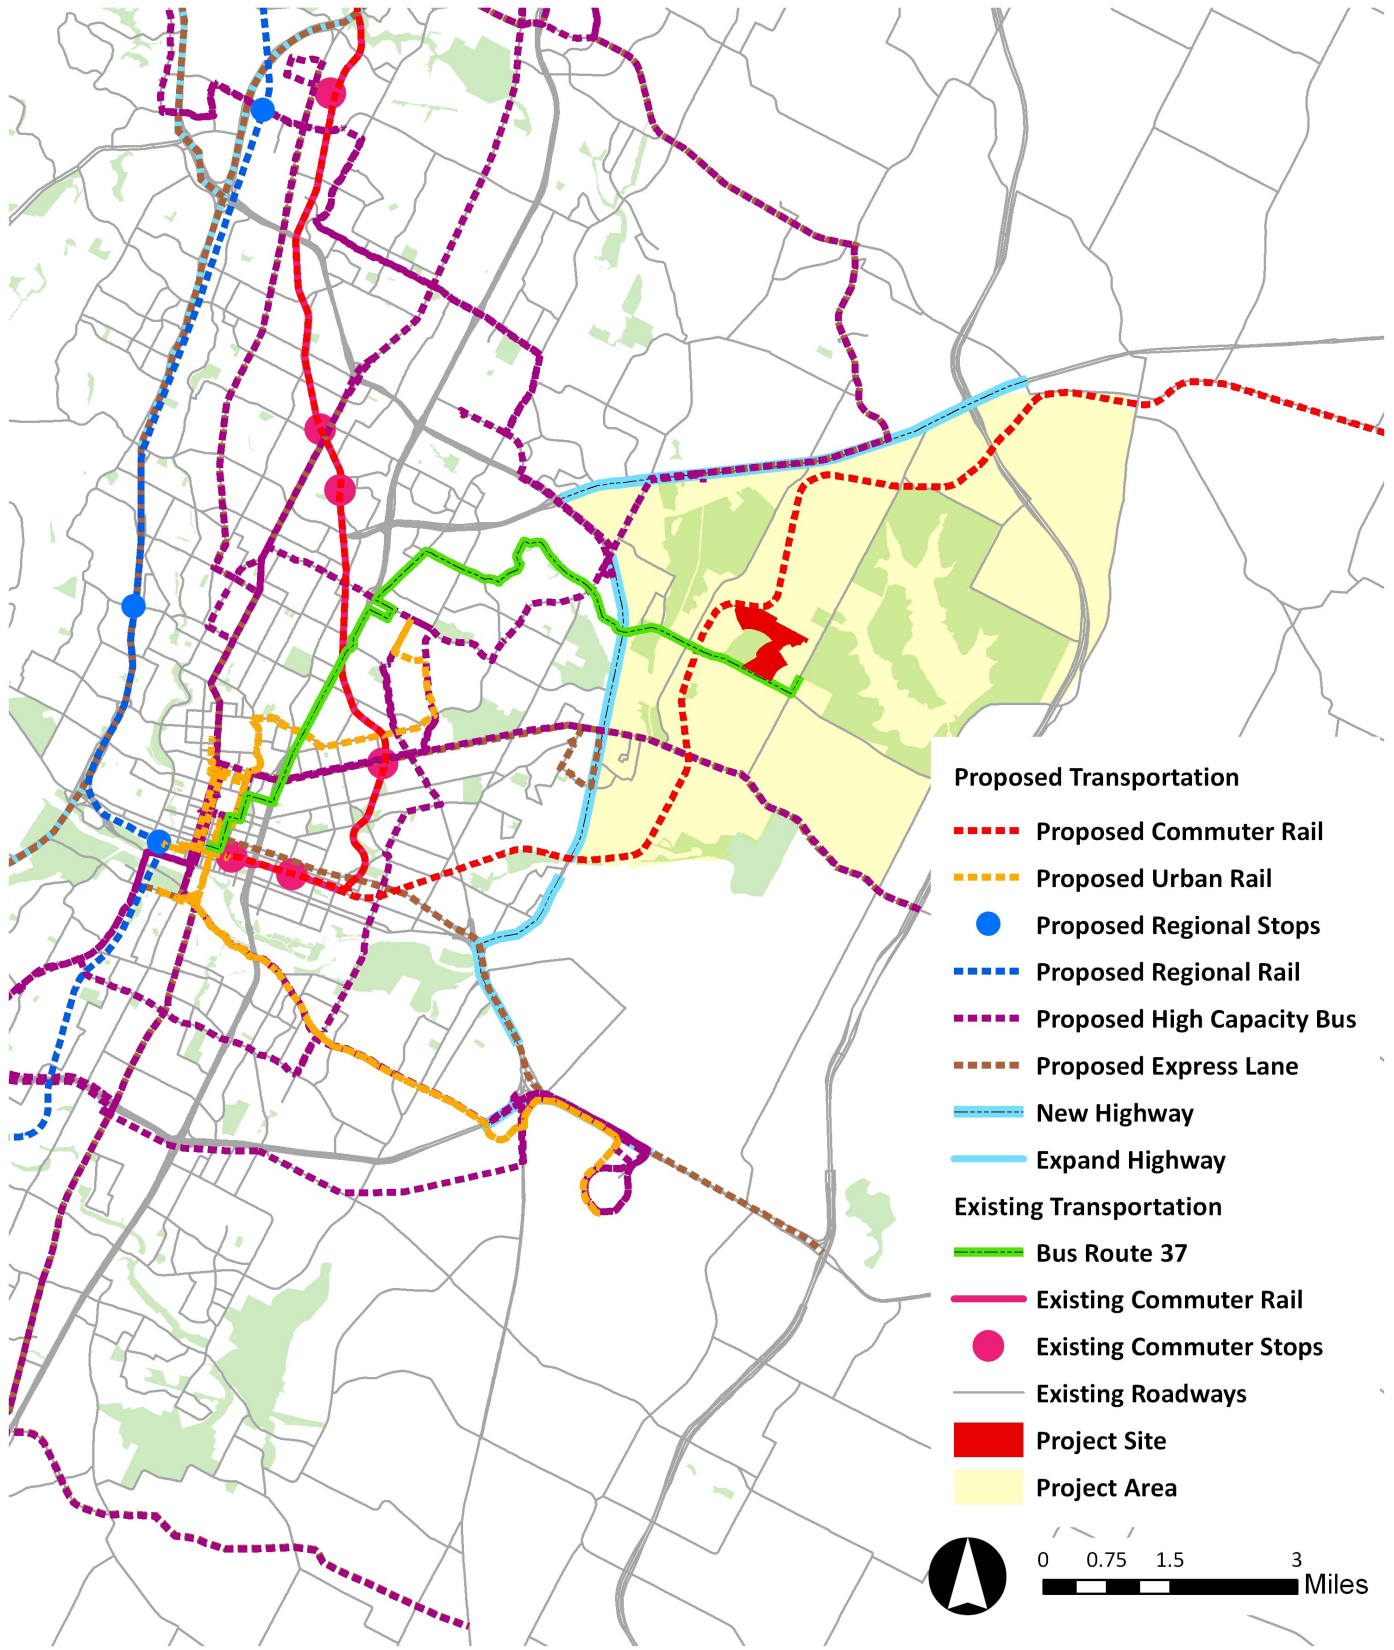 Proposed Transportation
Proposed Commuter Rail
Proposed Urban Rail
Proposed Regional Stops
Proposed Regional Rail
Proposed High Capacity Bus
Proposed Express Lane
New Highway
Expand Highway
Existing Transportation
Bus Route 37
Existing Commuter Rail
Existing Commuter Stops
Existing Roadways
Project Site
Project Area
0 0.75 1.5 3
Miles